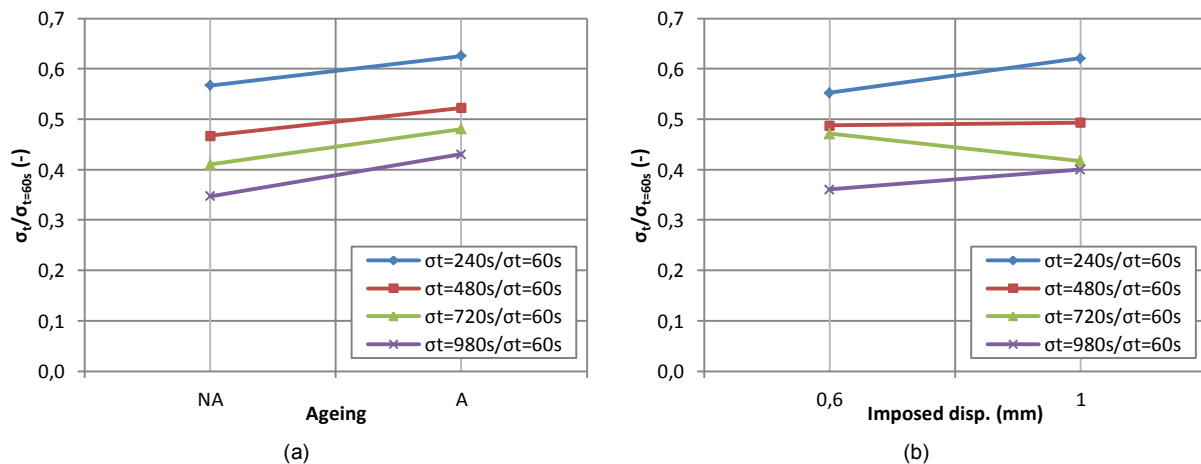 0,7
0,6
0,5
0,4
0,3
0,2
0,1
0,0
σt/σt=60s (-)
NA
A
Ageing
σt=240s/σt=60s
σt=480s/σt=60s
σt=720s/σt=60s
σt=980s/σt=60s
(a)
0,7
0,6
0,5
0,4
0,3
0,2
0,1
0,0
σt/σt=60s (-)
0,6
1
Imposed disp. (mm)
σt=240s/σt=60s
σt=480s/σt=60s
σt=720s/σt=60s
σt=980s/σt=60s
(b)